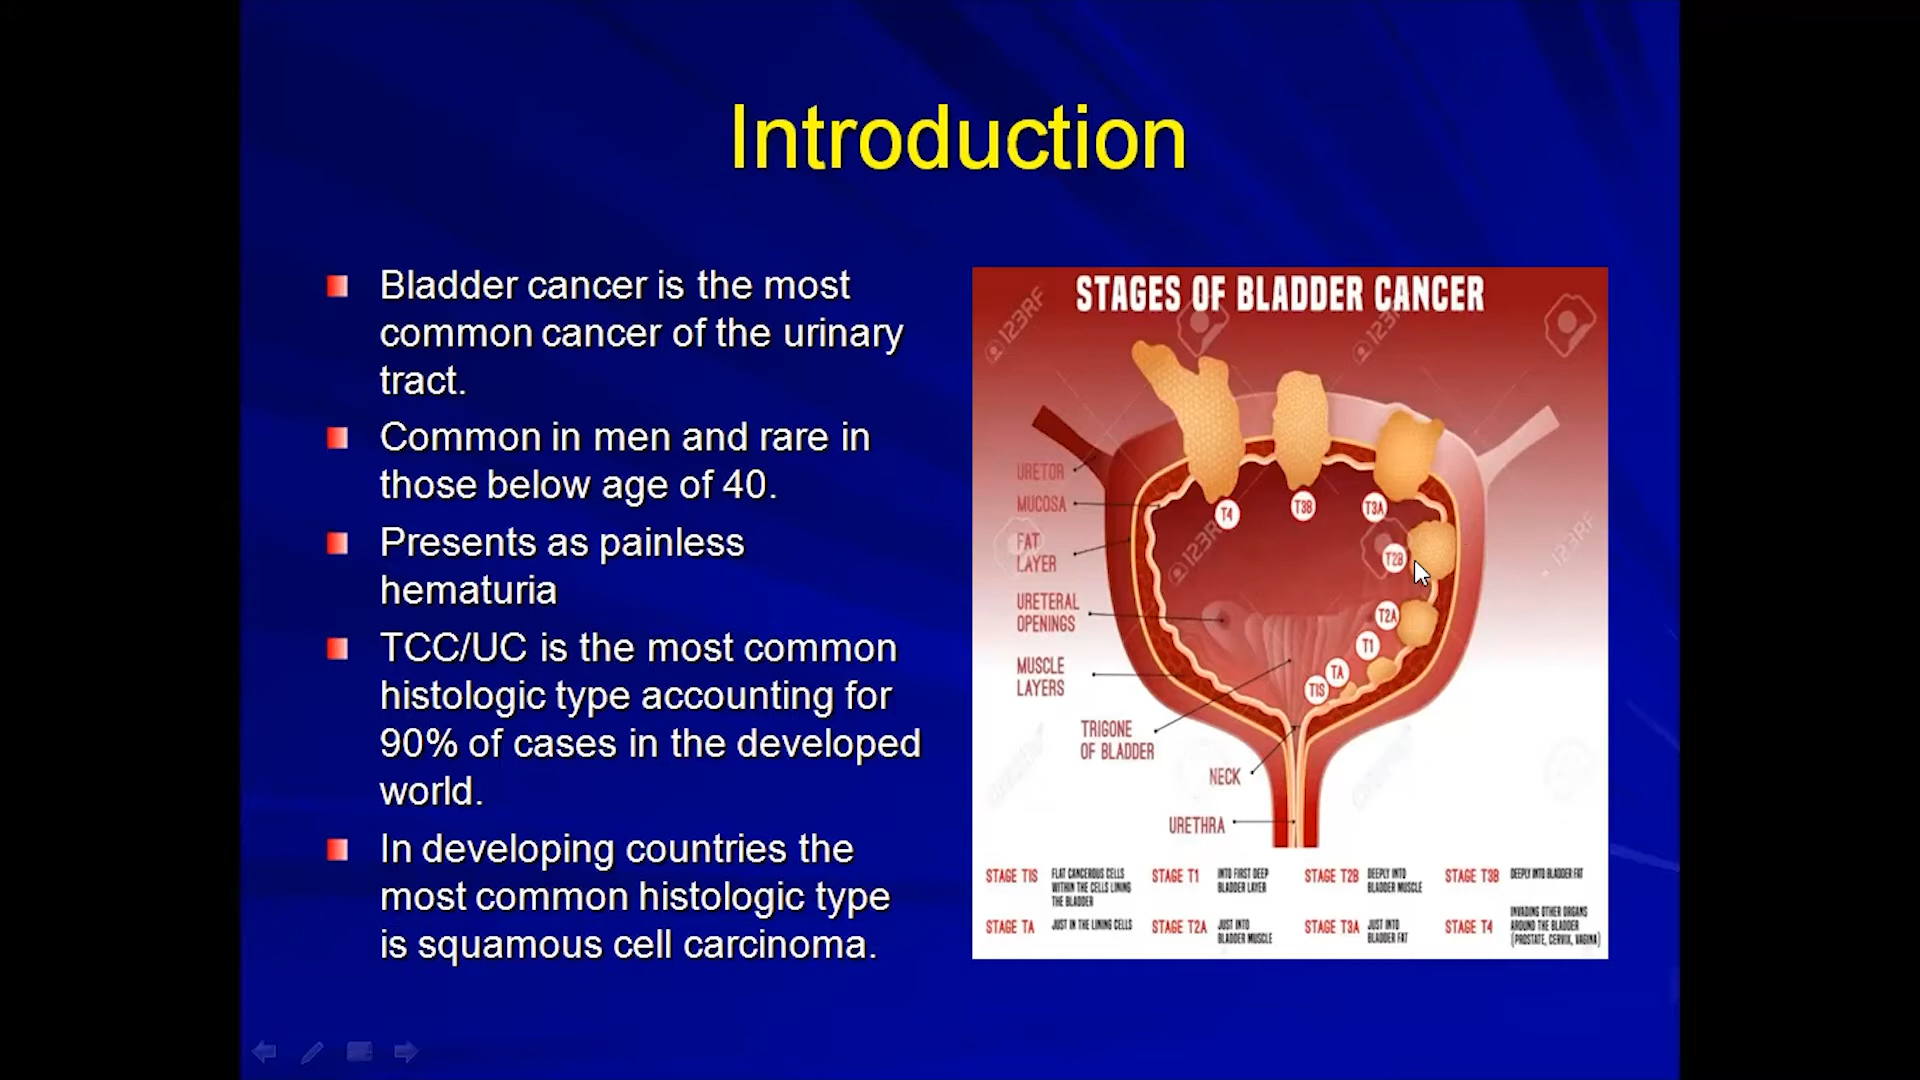 Introduction
Bladder cancer is the most
common cancer of the urinary
tract.
Common in men and rare in
those below age of 40.
Presents as painless
hematuria
TCC/UC is the most common
histologic type accounting for
90% of cases in the developed
world.
In developing countries the
most common histologic type
is squamous cell carcinoma.
STAGES OF BLADDER CANCER
123RF
123RF
URETOR
MUCOSA
FAT
LAYER
URETERAL
OPENINGS
MUSCLE
LAYERS
TRIGONE
OF BLADDER
NECK
URETHRA
T4
T3B
T3A
T2B
T2A
T1
TA
TIS
123RF
123RF
STAGE TIS
FLAT CANCEROUS CELLS
WITHIN THE CELLS LINING
THE BLADDER
STAGE T1
INTO FIRST DEEP
BLADDER LAYER
STAGE T2B
DEEPLY INTO
BLADDER MUSCLE
STAGE T3B
DEEPLY INTO BLADDER FAT
STAGE TA
JUST IN THE LINING CELLS
STAGE T2A
JUST INTO
BLADDER MUSCLE
STAGE T3A
JUST INTO
BLADDER FAT
STAGE T4
INVADING OTHER ORGANS
AROUND THE BLADDER
(PROSTATE, CERVIX, VAGINA)